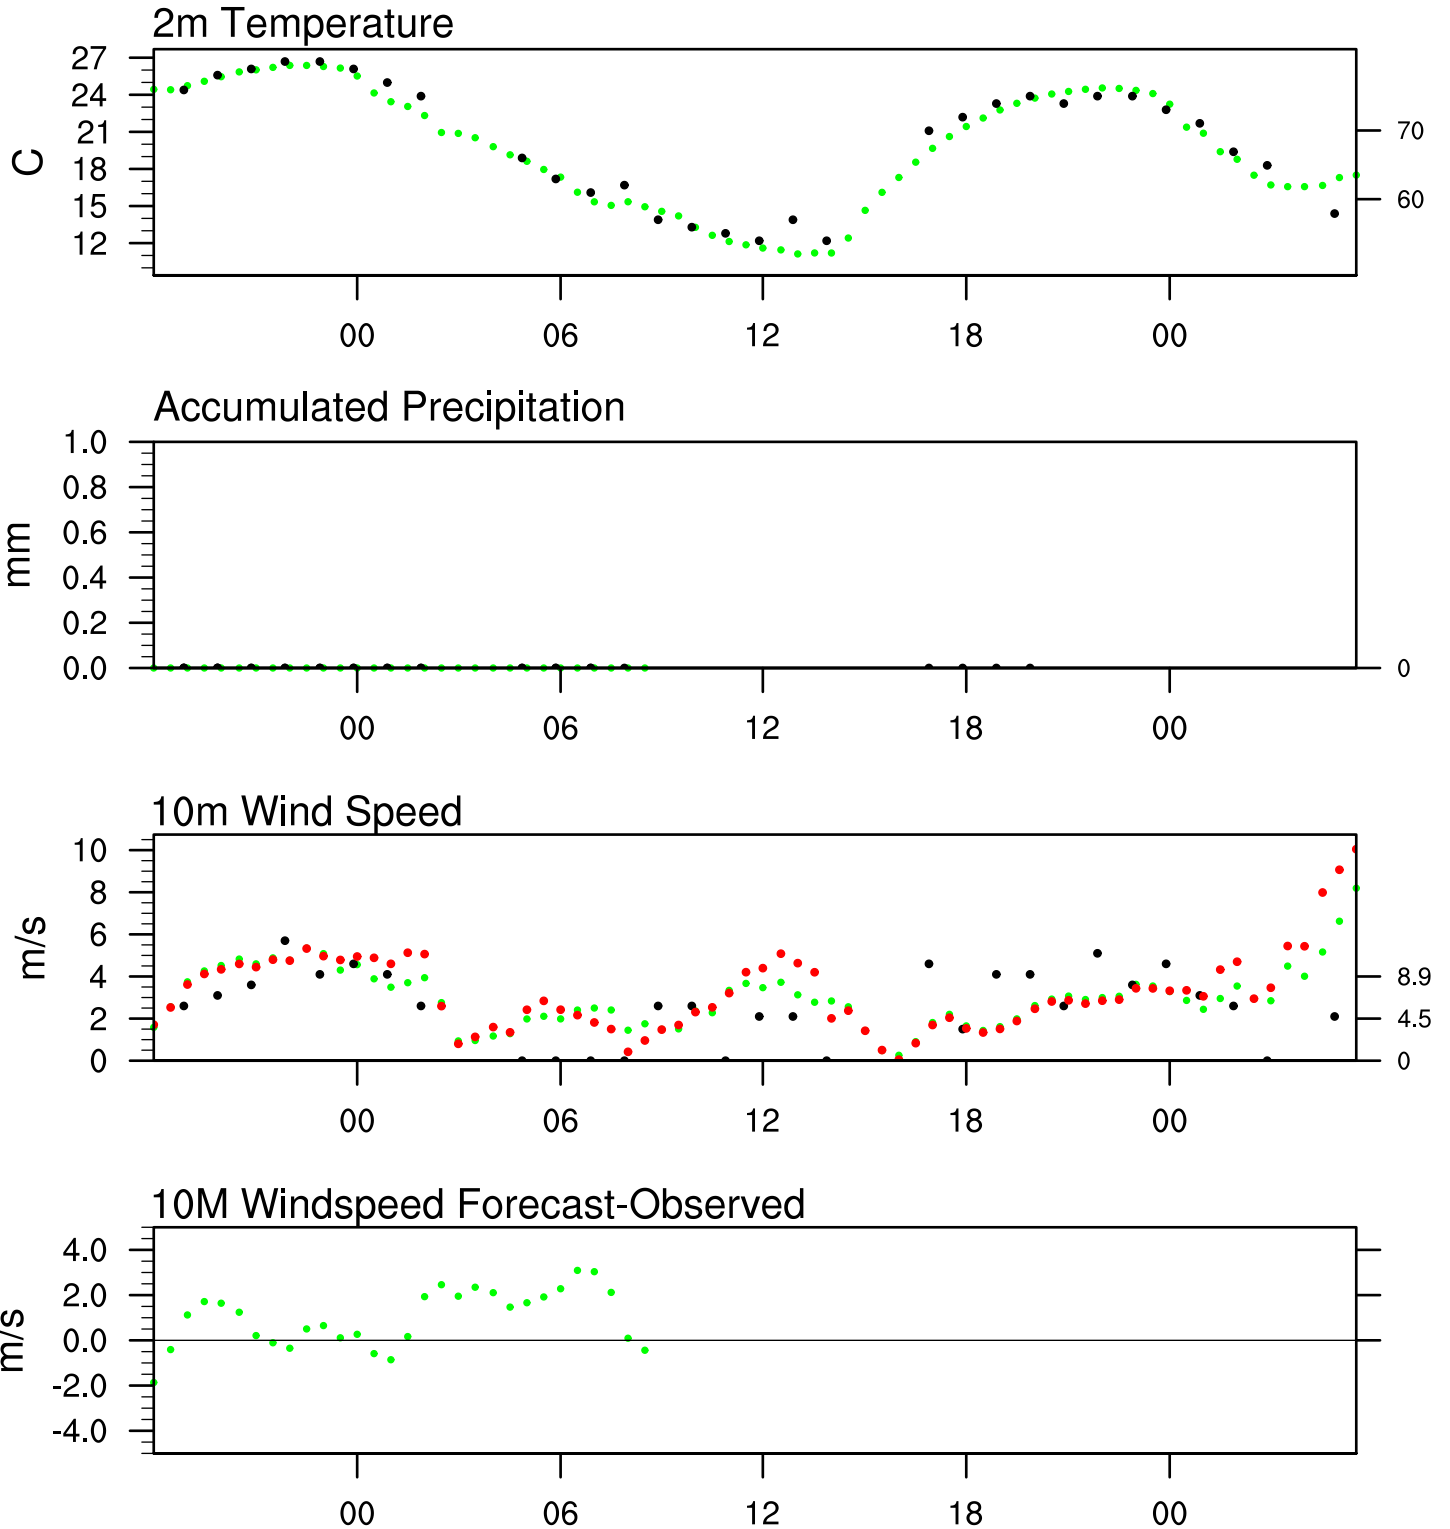 2m Temperature
27
24
21
18
15
12
C
70
60
00 06 12 18 00
Accumulated Precipitation
1.0
0.8
0.6
0.4
0.2
0.0
mm
0
00 06 12 18 00
10m Wind Speed
10
8
6
4
2
0
m/s
8.9
4.5
0
00 06 12 18 00
10M Windspeed Forecast-Observed
4.0
2.0
0.0
-2.0
-4.0
m/s
00 06 12 18 00